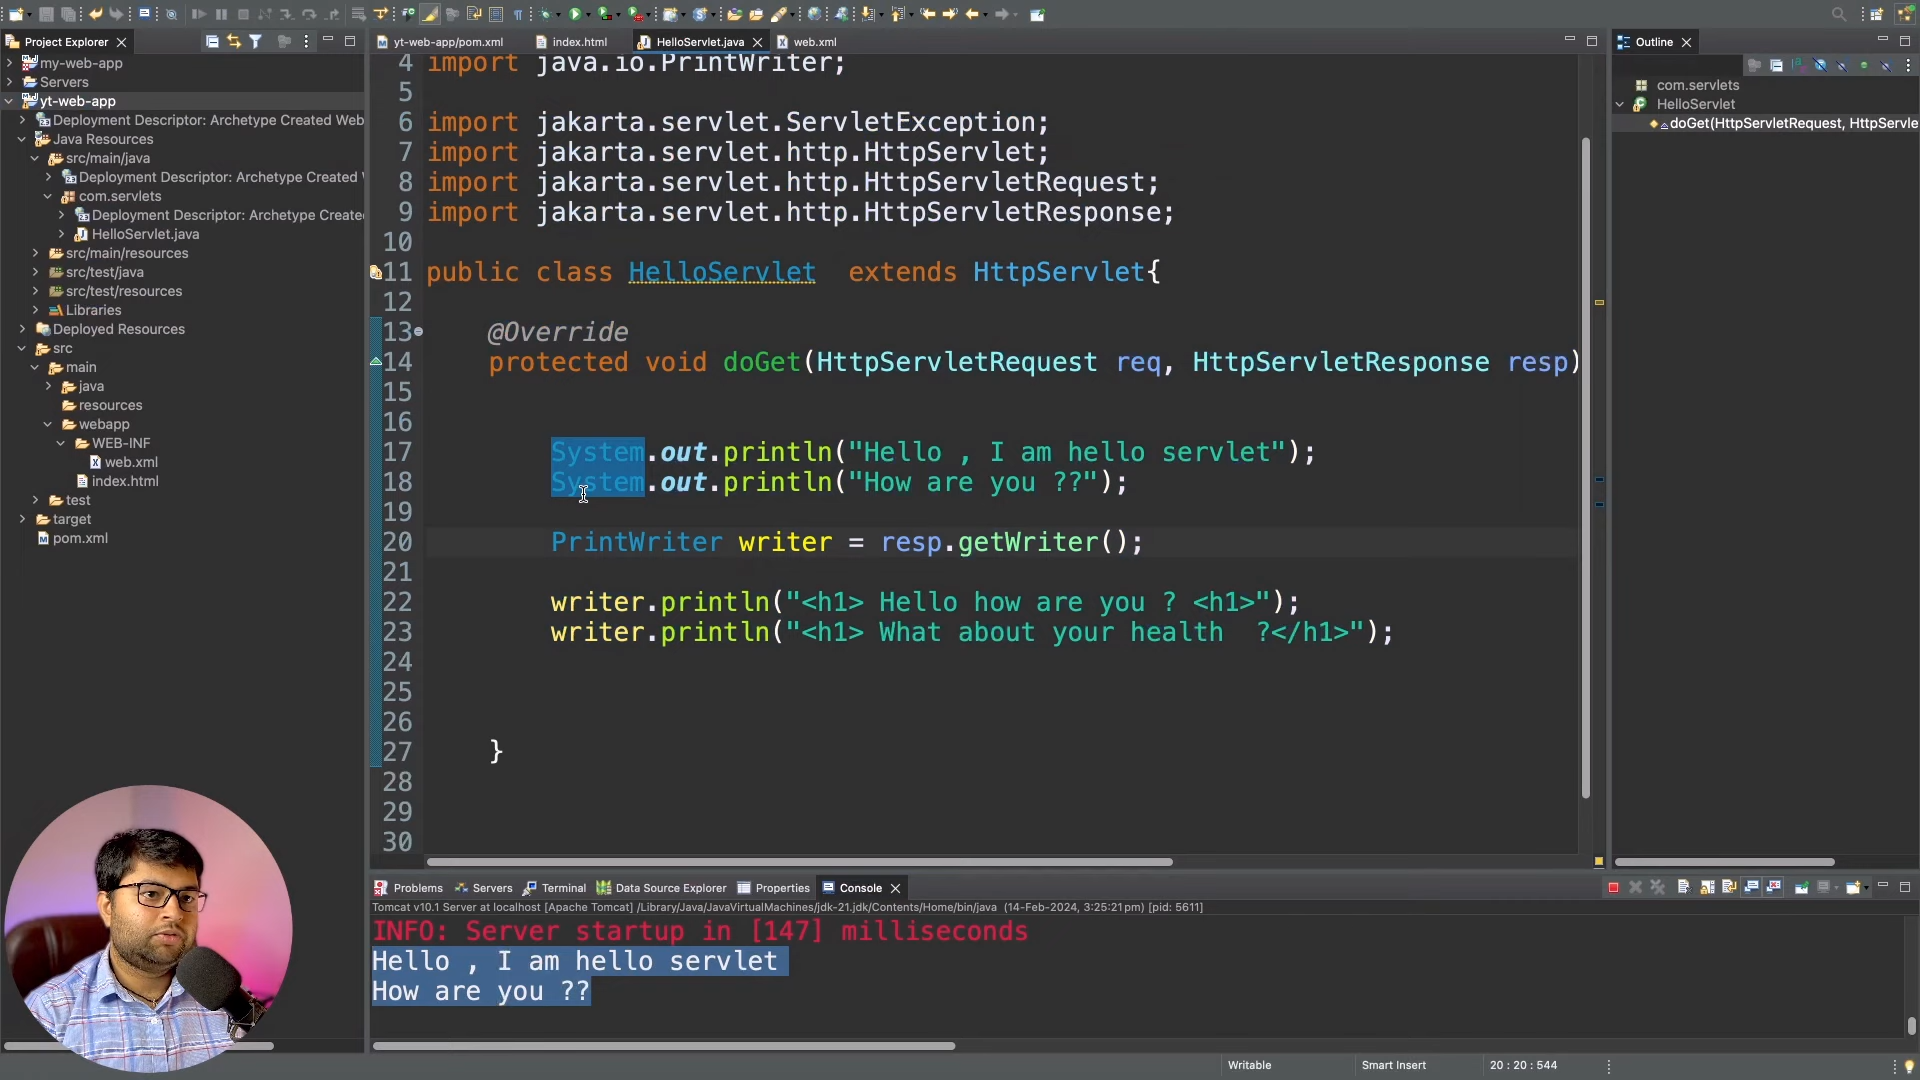 Project Explorer
my-web-app
Servers
yt-web-app
Deployment Descriptor: Archetype Created Web
Java Resources
src/main/java
Deployment Descriptor: Archetype Created
com.servlets
Deployment Descriptor: Archetype Create
HelloServlet.java
src/main/resources
src/test/java
src/test/resources
Libraries
Deployed Resources
src
main
java
resources
webapp
WEB-INF
web.xml
index.html
test
target
pom.xml
yt-web-app/pom.xml
index.html
HelloServlet.java
web.xml
4 import java.io.PrintWriter;
5
6 import jakarta.servlet.ServletException;
7 import jakarta.servlet.http.HttpServlet;
8 import jakarta.servlet.http.HttpServletRequest;
9 import jakarta.servlet.http.HttpServletResponse;
10
11 public class HelloServlet  extends HttpServlet{
12
13 @Override
14 protected void doGet(HttpServletRequest req, HttpServletResponse resp)
15
16
17 System.out.println("Hello , I am hello servlet");
18 System.out.println("How are you ??");
19
20 PrintWriter writer = resp.getWriter();
21
22 writer.println("<h1> Hello how are you ? <h1>");
23 writer.println("<h1> What about your health  ?</h1>");
24
25
26
27 }
28
29
30
Outline
com.servlets
HelloServlet
doGet(HttpServletRequest, HttpServle
Problems
Servers
Terminal
Data Source Explorer
Properties
Console
Tomcat v10.1 Server at localhost [Apache Tomcat] /Library/Java/JavaVirtualMachines/jdk-21.jdk/Contents/Home/bin/java (14-Feb-2024, 3:25:21 pm) [pid: 5611]
INFO: Server startup in [147] milliseconds
Hello , I am hello servlet
How are you ??
Writable
Smart Insert
20 : 20 : 544